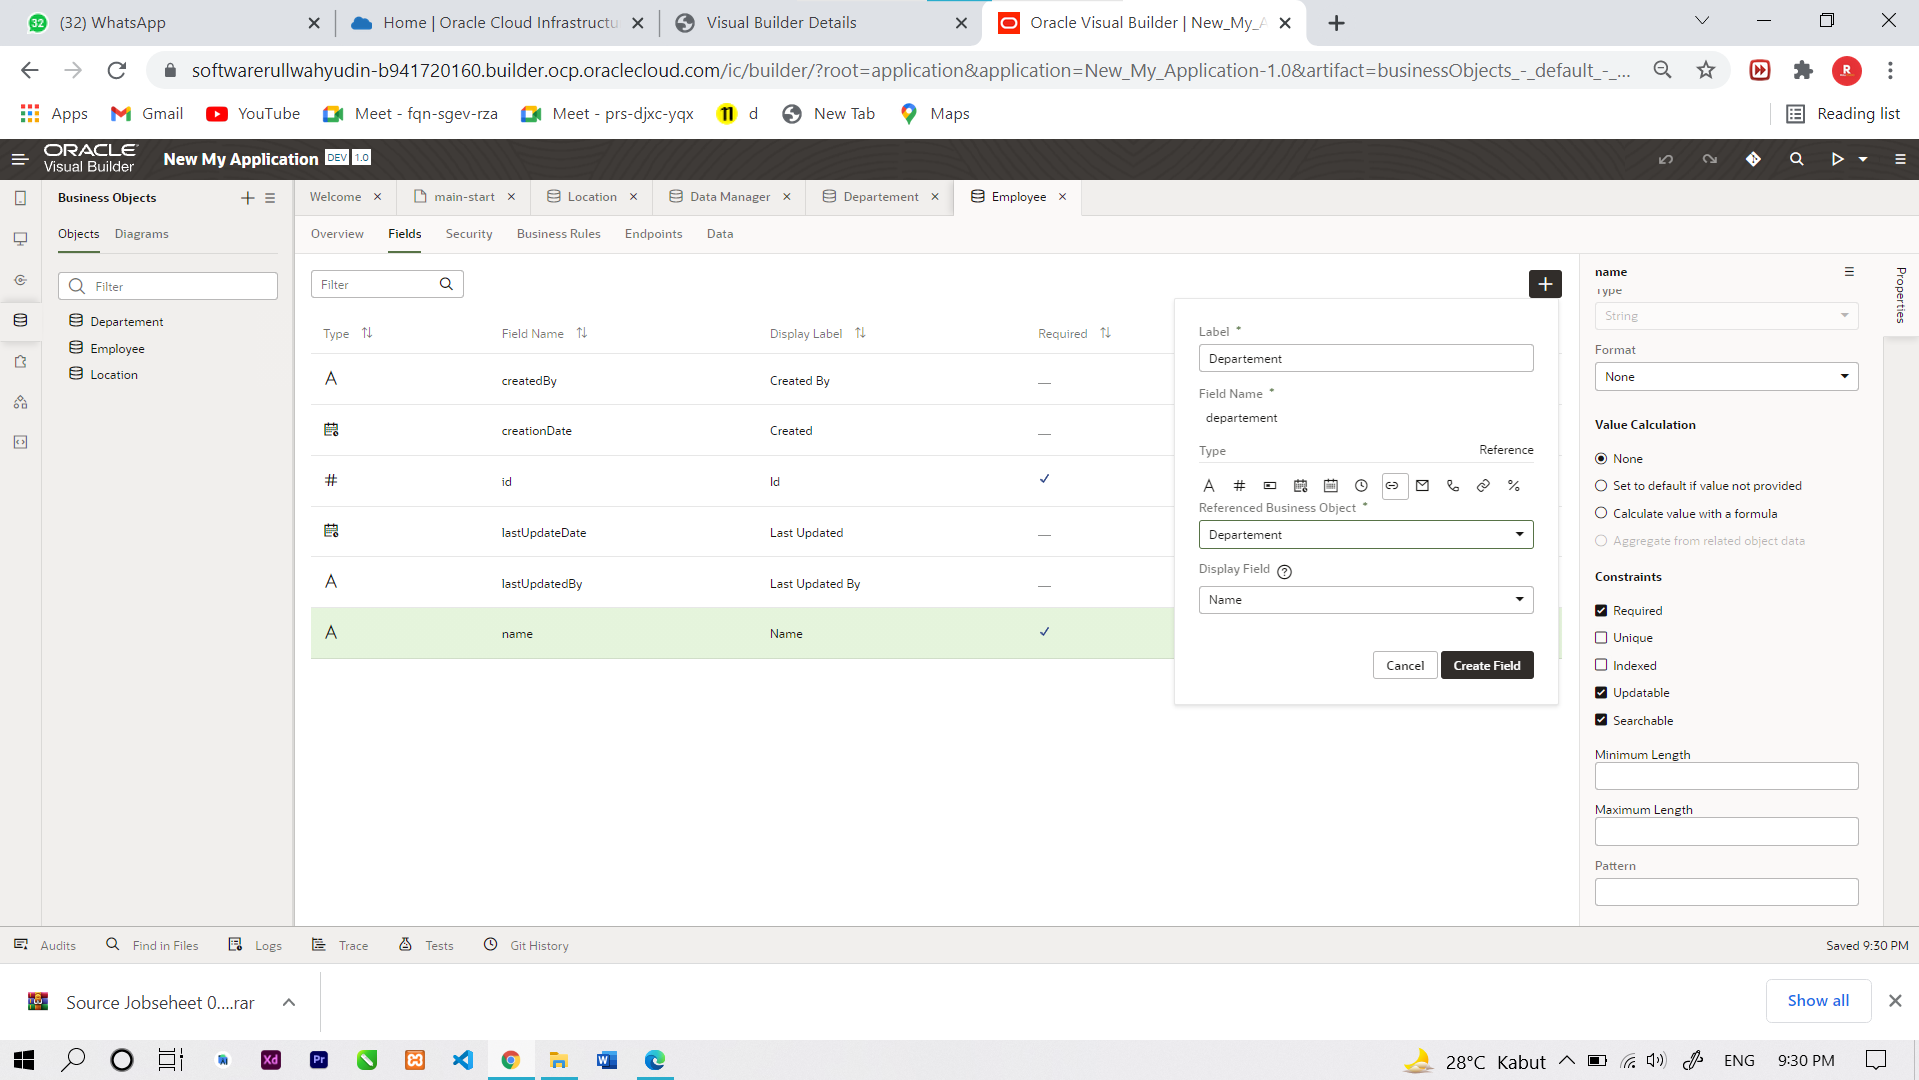 (32) WhatsApp
Home | Oracle Cloud Infrastructu
Visual Builder Details
Oracle Visual Builder | New_My_A
softwarerullwahyudin-b941720160.builder.ocp.oraclecloud.com/ic/builder/?root=application&application=New_My_Application-1.0&artifact=businessObjects_-_default_-_...
R
Apps
Gmail
YouTube
Meet - fqn-sgev-rza
Meet - prs-djxc-yqx
d
New Tab
Maps
Reading list
ORACLE
Visual Builder
New My Application
DEV
1.0
Business Objects
Welcome
main-start
Location
Data Manager
Departement
Employee
Objects
Diagrams
Overview
Fields
Security
Business Rules
Endpoints
Data
Filter
Departement
Employee
Location
Filter
Type
Field Name
Display Label
Required
createdBy
Created By
creationDate
Created
id
Id
lastUpdateDate
Last Updated
lastUpdatedBy
Last Updated By
name
Name
Label *
Departement
Field Name *
departement
Type
Reference
Referenced Business Object *
Departement
Display Field
Name
Cancel
Create Field
name
Properties
Type
String
Format
None
Value Calculation
None
Set to default if value not provided
Calculate value with a formula
Aggregate from related object data
Constraints
Required
Unique
Indexed
Updatable
Searchable
Minimum Length
Maximum Length
Pattern
Audits
Find in Files
Logs
Trace
Tests
Git History
Saved 9:30 PM
Source Jobseheet 0....rar
Show all
Xd
Pr
28°C Kabut
ENG
9:30 PM